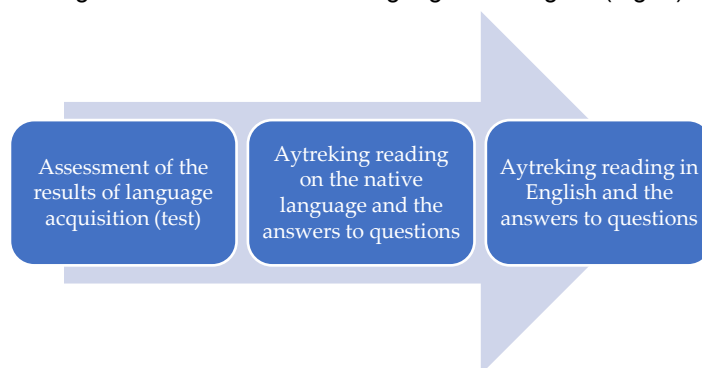 Assessment of the
results of language
acquisition (test)
Aytreking reading
on the native
language and the
answers to questions
Aytreking reading in
English and the
answers to questions